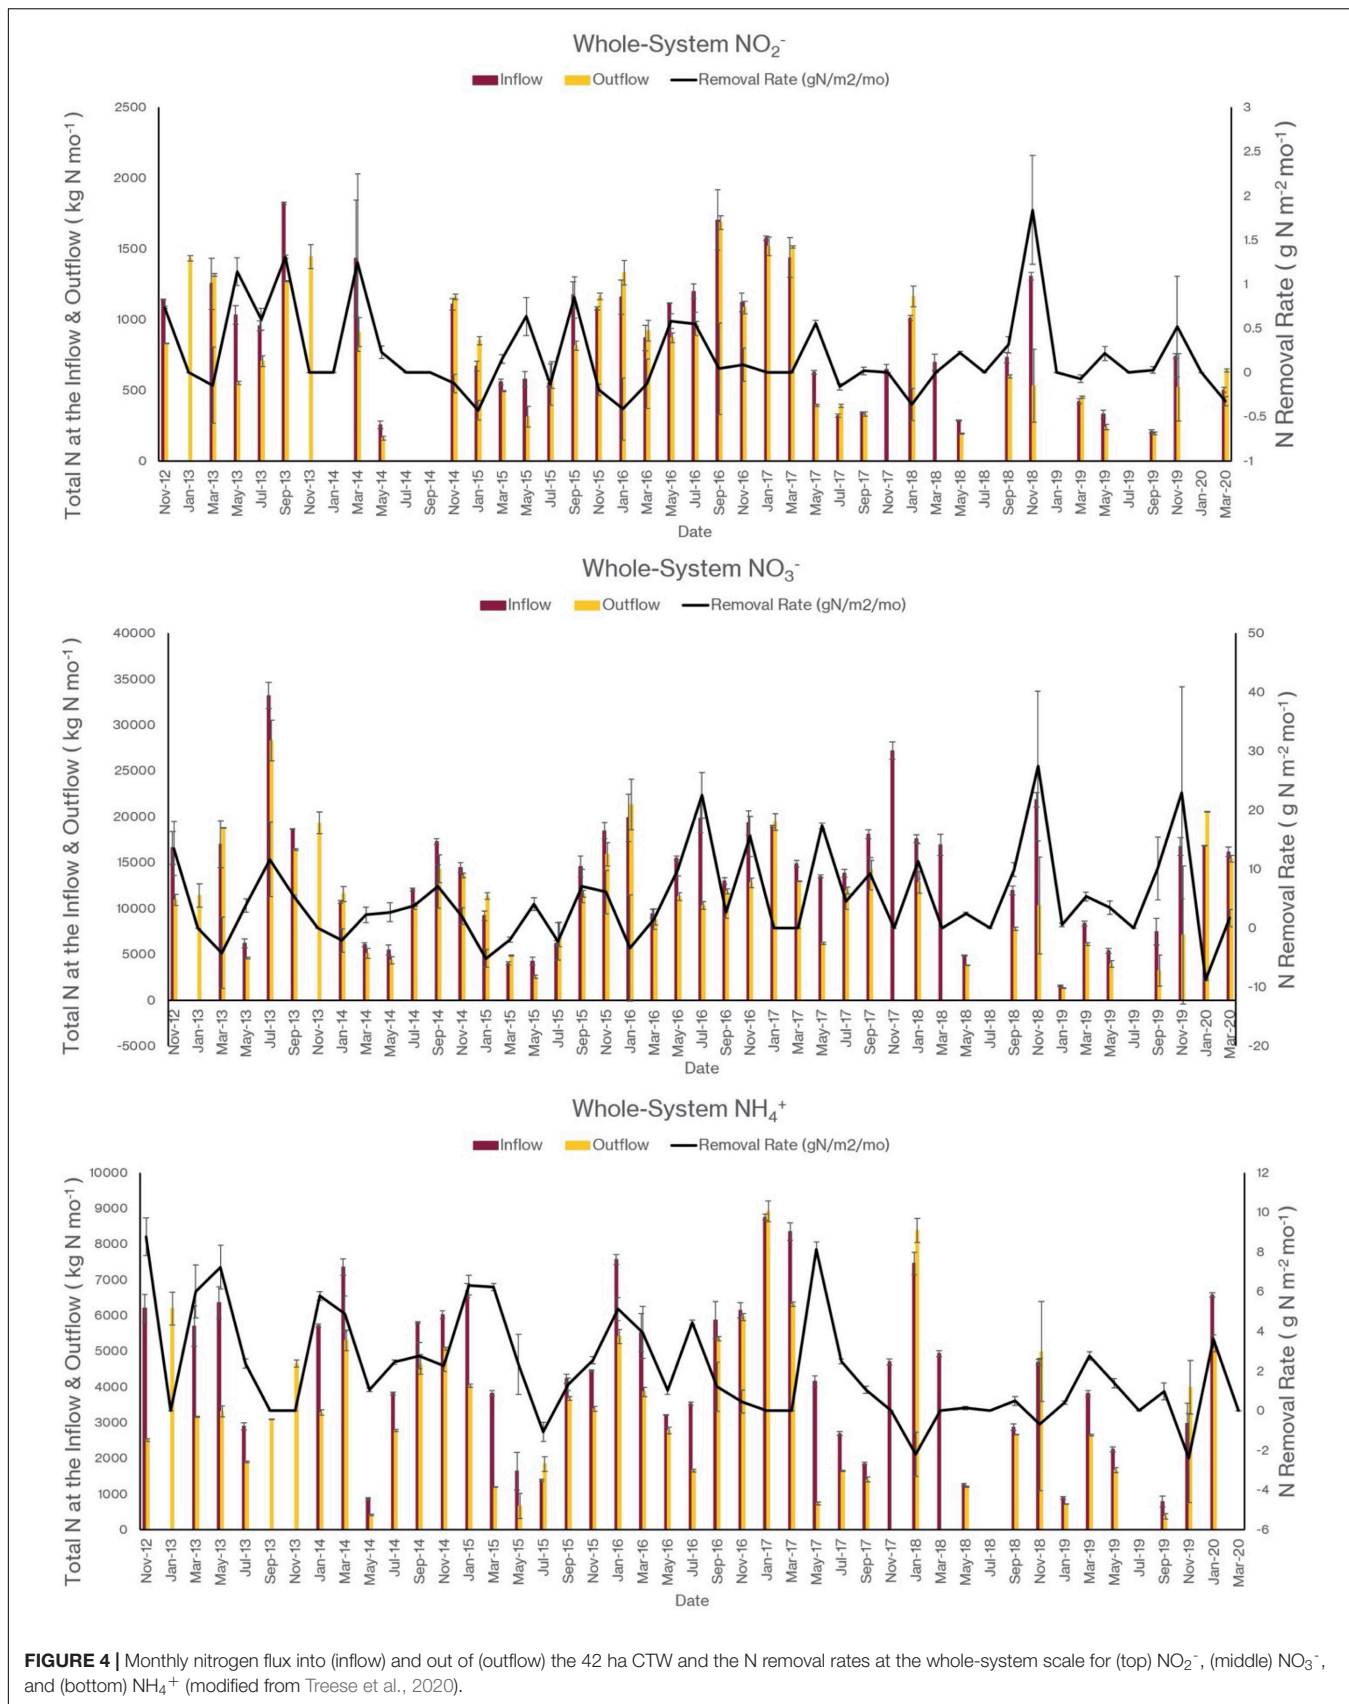 Whole-System NO2-
Inflow Outflow Removal Rate (gN/m2/mo)
Total N at the Inflow & Outflow ( kg N mo-1)
2500
2000
1500
1000
500
0
3
2.5
2
1.5
1
0.5
0
-0.5
-1
N Removal Rate ( g N m-2 mo-1)
Nov-12 Jan-13 Mar-13 May-13 Jul-13 Sep-13 Nov-13 Jan-14 Mar-14 May-14 Jul-14 Sep-14 Nov-14 Jan-15 Mar-15 May-15 Jul-15 Sep-15 Nov-15 Jan-16 Mar-16 May-16 Jul-16 Sep-16 Nov-16 Jan-17 Mar-17 May-17 Jul-17 Sep-17 Nov-17 Jan-18 Mar-18 May-18 Jul-18 Sep-18 Nov-18 Jan-19 Mar-19 May-19 Jul-19 Sep-19 Nov-19 Jan-20 Mar-20
Date
Whole-System NO3-
Inflow Outflow Removal Rate (gN/m2/mo)
Total N at the Inflow & Outflow ( kg N mo-1)
40000
35000
30000
25000
20000
15000
10000
5000
0
-5000
50
40
30
20
10
0
-10
-20
N Removal Rate ( g N m-2 mo-1)
Nov-12 Jan-13 Mar-13 May-13 Jul-13 Sep-13 Nov-13 Jan-14 Mar-14 May-14 Jul-14 Sep-14 Nov-14 Jan-15 Mar-15 May-15 Jul-15 Sep-15 Nov-15 Jan-16 Mar-16 May-16 Jul-16 Sep-16 Nov-16 Jan-17 Mar-17 May-17 Jul-17 Sep-17 Nov-17 Jan-18 Mar-18 May-18 Jul-18 Sep-18 Nov-18 Jan-19 Mar-19 May-19 Jul-19 Sep-19 Nov-19 Jan-20 Mar-20
Date
Whole-System NH4+
Inflow Outflow Removal Rate (gN/m2/mo)
Total N at the Inflow & Outflow ( kg N mo-1)
10000
9000
8000
7000
6000
5000
4000
3000
2000
1000
0
12
10
8
6
4
2
0
-2
-4
-6
N Removal Rate ( g N m-2 mo-1)
Nov-12 Jan-13 Mar-13 May-13 Jul-13 Sep-13 Nov-13 Jan-14 Mar-14 May-14 Jul-14 Sep-14 Nov-14 Jan-15 Mar-15 May-15 Jul-15 Sep-15 Nov-15 Jan-16 Mar-16 May-16 Jul-16 Sep-16 Nov-16 Jan-17 Mar-17 May-17 Jul-17 Sep-17 Nov-17 Jan-18 Mar-18 May-18 Jul-18 Sep-18 Nov-18 Jan-19 Mar-19 May-19 Jul-19 Sep-19 Nov-19 Jan-20 Mar-20
Date
FIGURE 4 | Monthly nitrogen flux into (inflow) and out of (outflow) the 42 ha CTW and the N removal rates at the whole-system scale for (top) NO2-, (middle) NO3-,
and (bottom) NH4+ (modified from Treese et al., 2020).